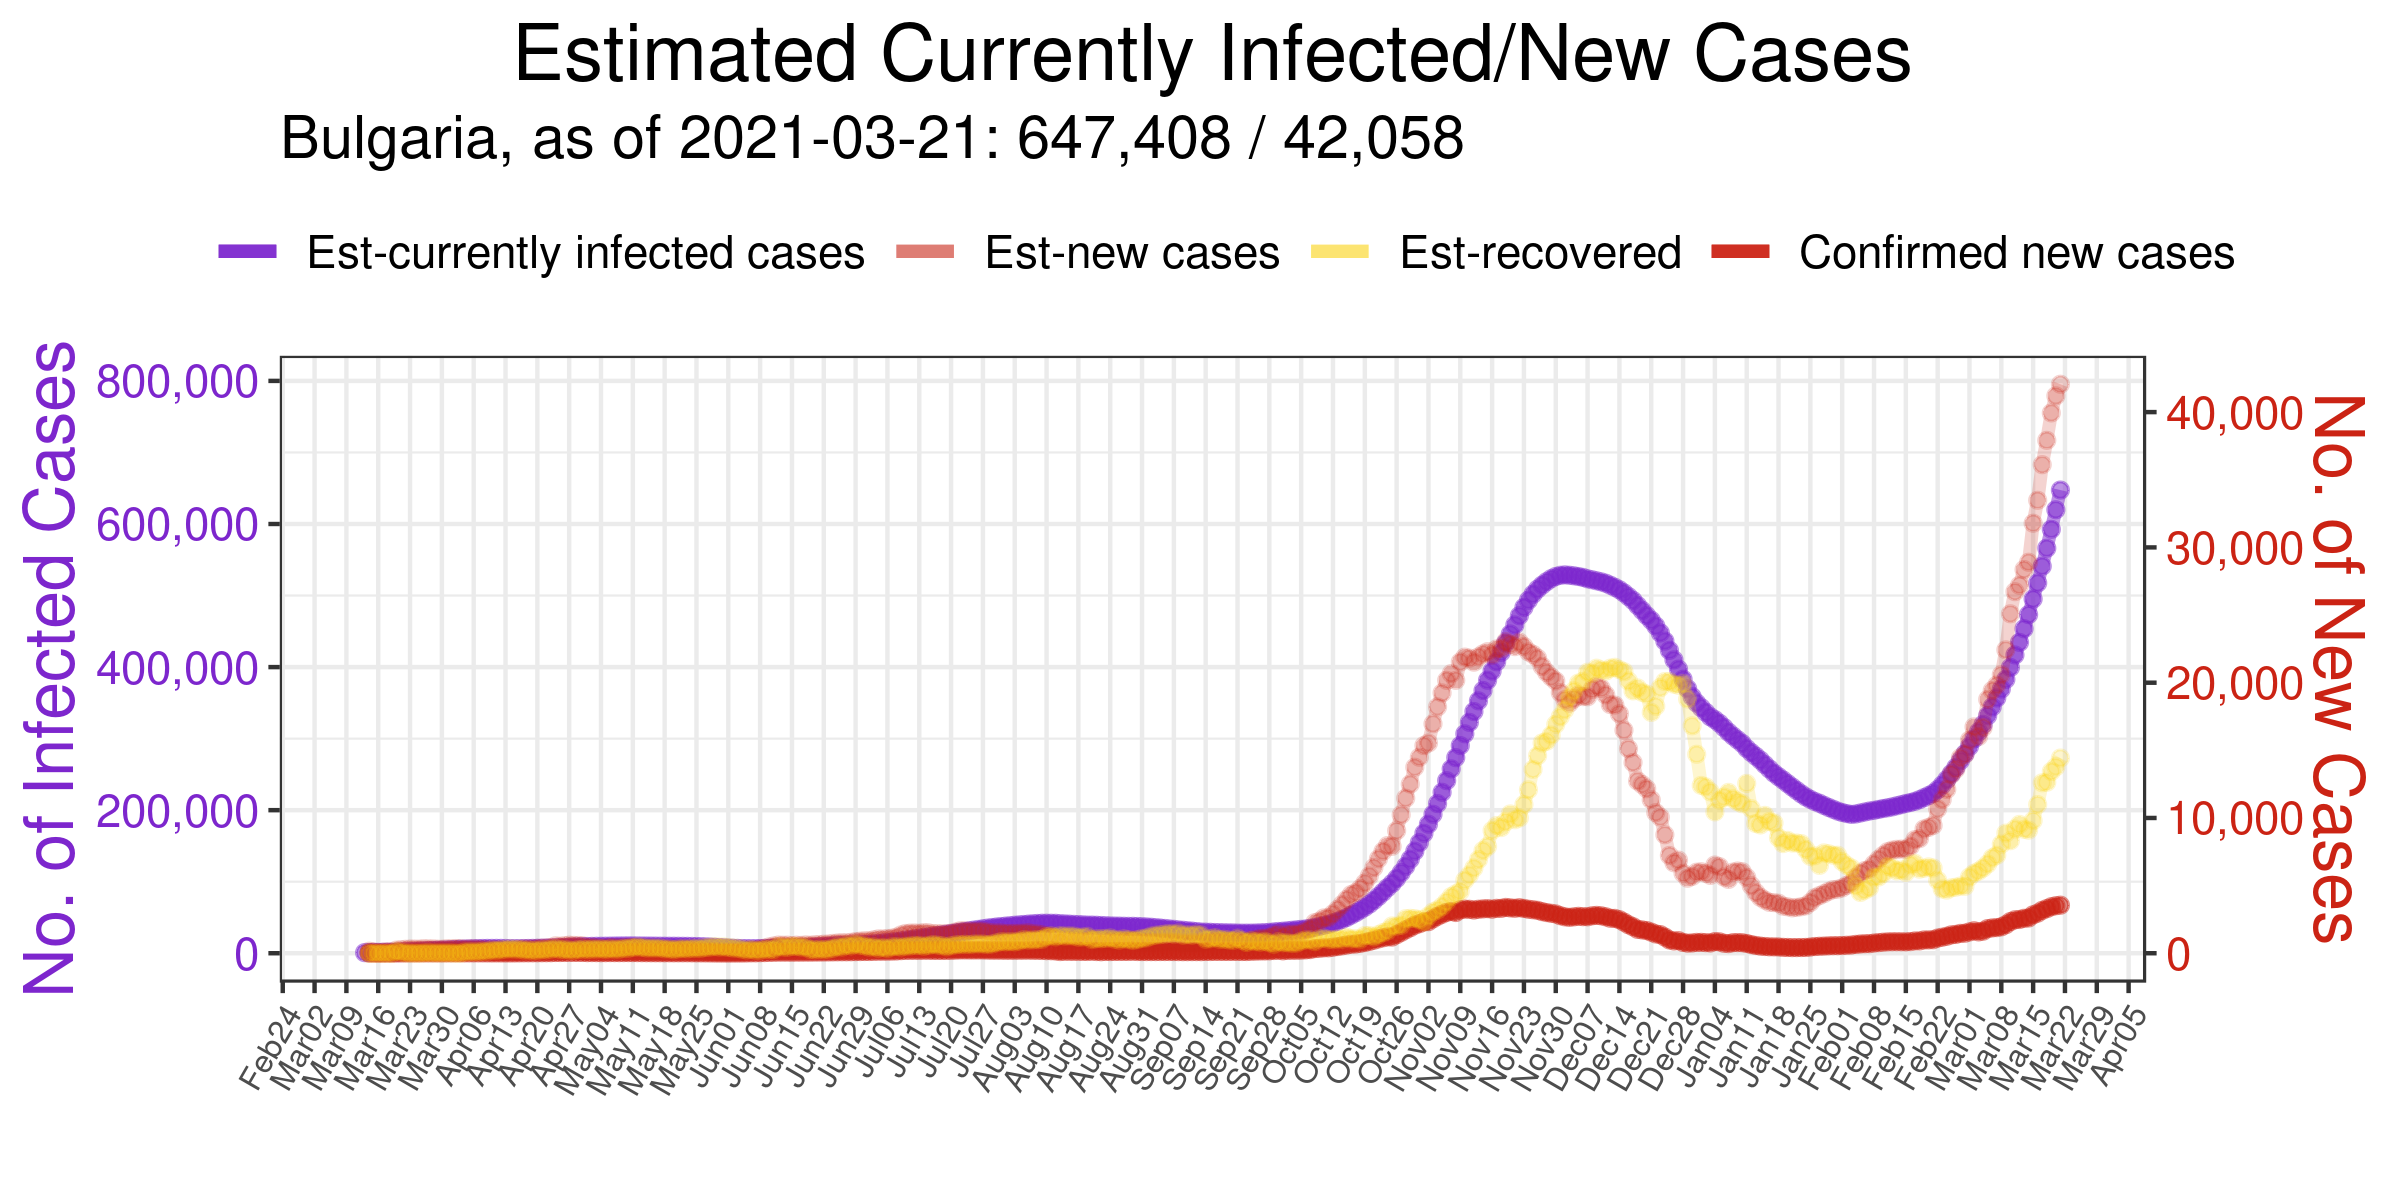 Estimated Currently Infected/New Cases
Bulgaria, as of 2021-03-21: 647,408 / 42,058
Est-currently infected cases Est-new cases Est-recovered Confirmed new cases
No. of Infected Cases
800,000
600,000
400,000
200,000
0
40,000
30,000
20,000
10,000
0
No. of New Cases
Feb24 Mar02 Mar09 Mar16 Mar23 Mar30 Apr06 Apr13 Apr20 Apr27 May04 May11 May18 May25 Jun01 Jun08 Jun15 Jun22 Jun29 Jul06 Jul13 Jul20 Jul27 Aug03 Aug10 Aug17 Aug24 Aug31 Sep07 Sep14 Sep21 Sep28 Oct05 Oct12 Oct19 Oct26 Nov02 Nov09 Nov16 Nov23 Nov30 Dec07 Dec14 Dec21 Dec28 Dec04 Jan11 Jan18 Jan25 Feb01 Feb08 Feb15 Feb22 Mar01 Mar08 Mar15 Mar22 Mar29 Apr05